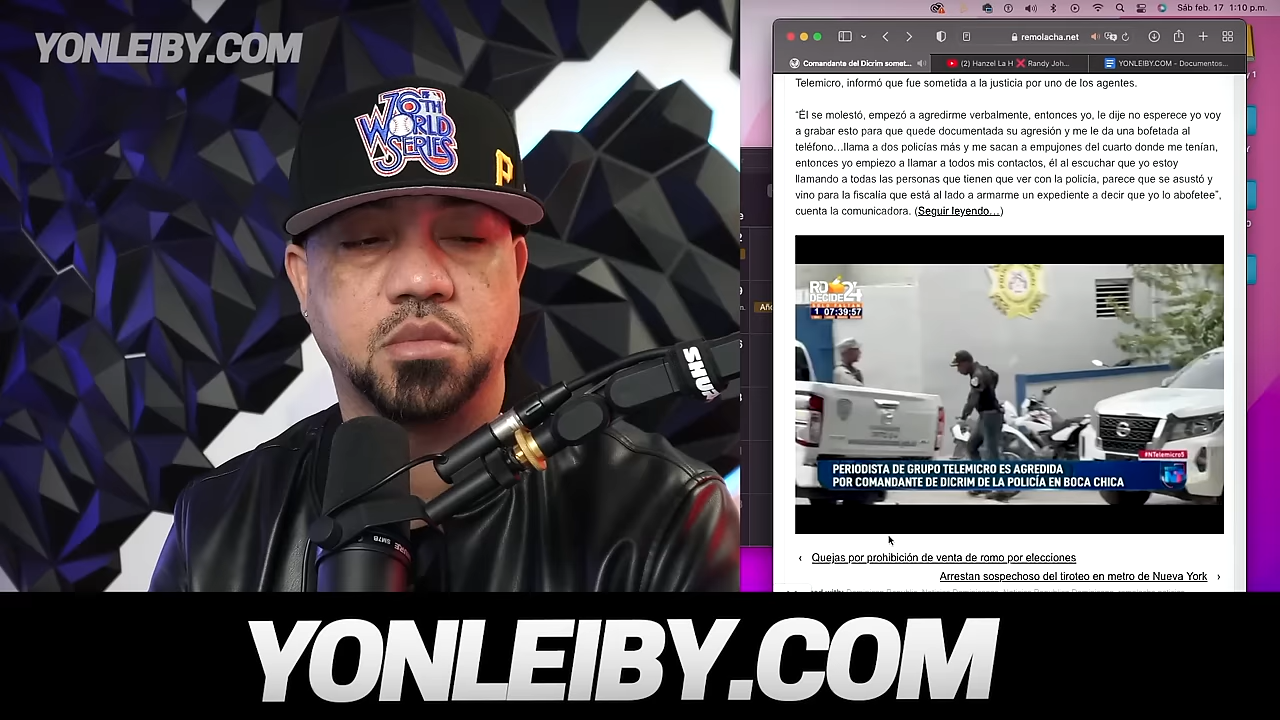 YONLEIBY.COM
76TH
WORLD
SERIES
P
SHU
SM7B
Sáb feb. 17 1:10 p.m.
remolacha.net
Comandante del Dicrim somet...
(2) Hanzel La H ❌ Randy Joh...
YONLEIBY.COM - Documentos...
Telemicro, informó que fue sometida a la justicia por uno de los agentes.
“Él se molestó, empezó a agredirme verbalmente, entonces yo, le dije no esperece yo voy
a grabar esto para que quede documentada su agresión y me le da una bofetada al
teléfono…llama a dos policías más y me sacan a empujones del cuarto donde me tenían,
entonces yo empiezo a llamar a todos mis contactos, él al escuchar que yo estoy
llamando a todas las personas que tienen que ver con la policía, parece que se asustó y
vino para la fiscalía que está al lado a armarme un expediente a decir que yo lo abofetee”,
cuenta la comunicadora. (Seguir leyendo…)
RD
DECIDE24
SOLO FALTAN
1 07:39:57
#NTelemicro5
PERIODISTA DE GRUPO TELEMICRO ES AGREDIDA
POR COMANDANTE DE DICRIM DE LA POLICÍA EN BOCA CHICA
‹ Quejas por prohibición de venta de romo por elecciones
Arrestan sospechoso del tiroteo en metro de Nueva York ›
YONLEIBY.COM